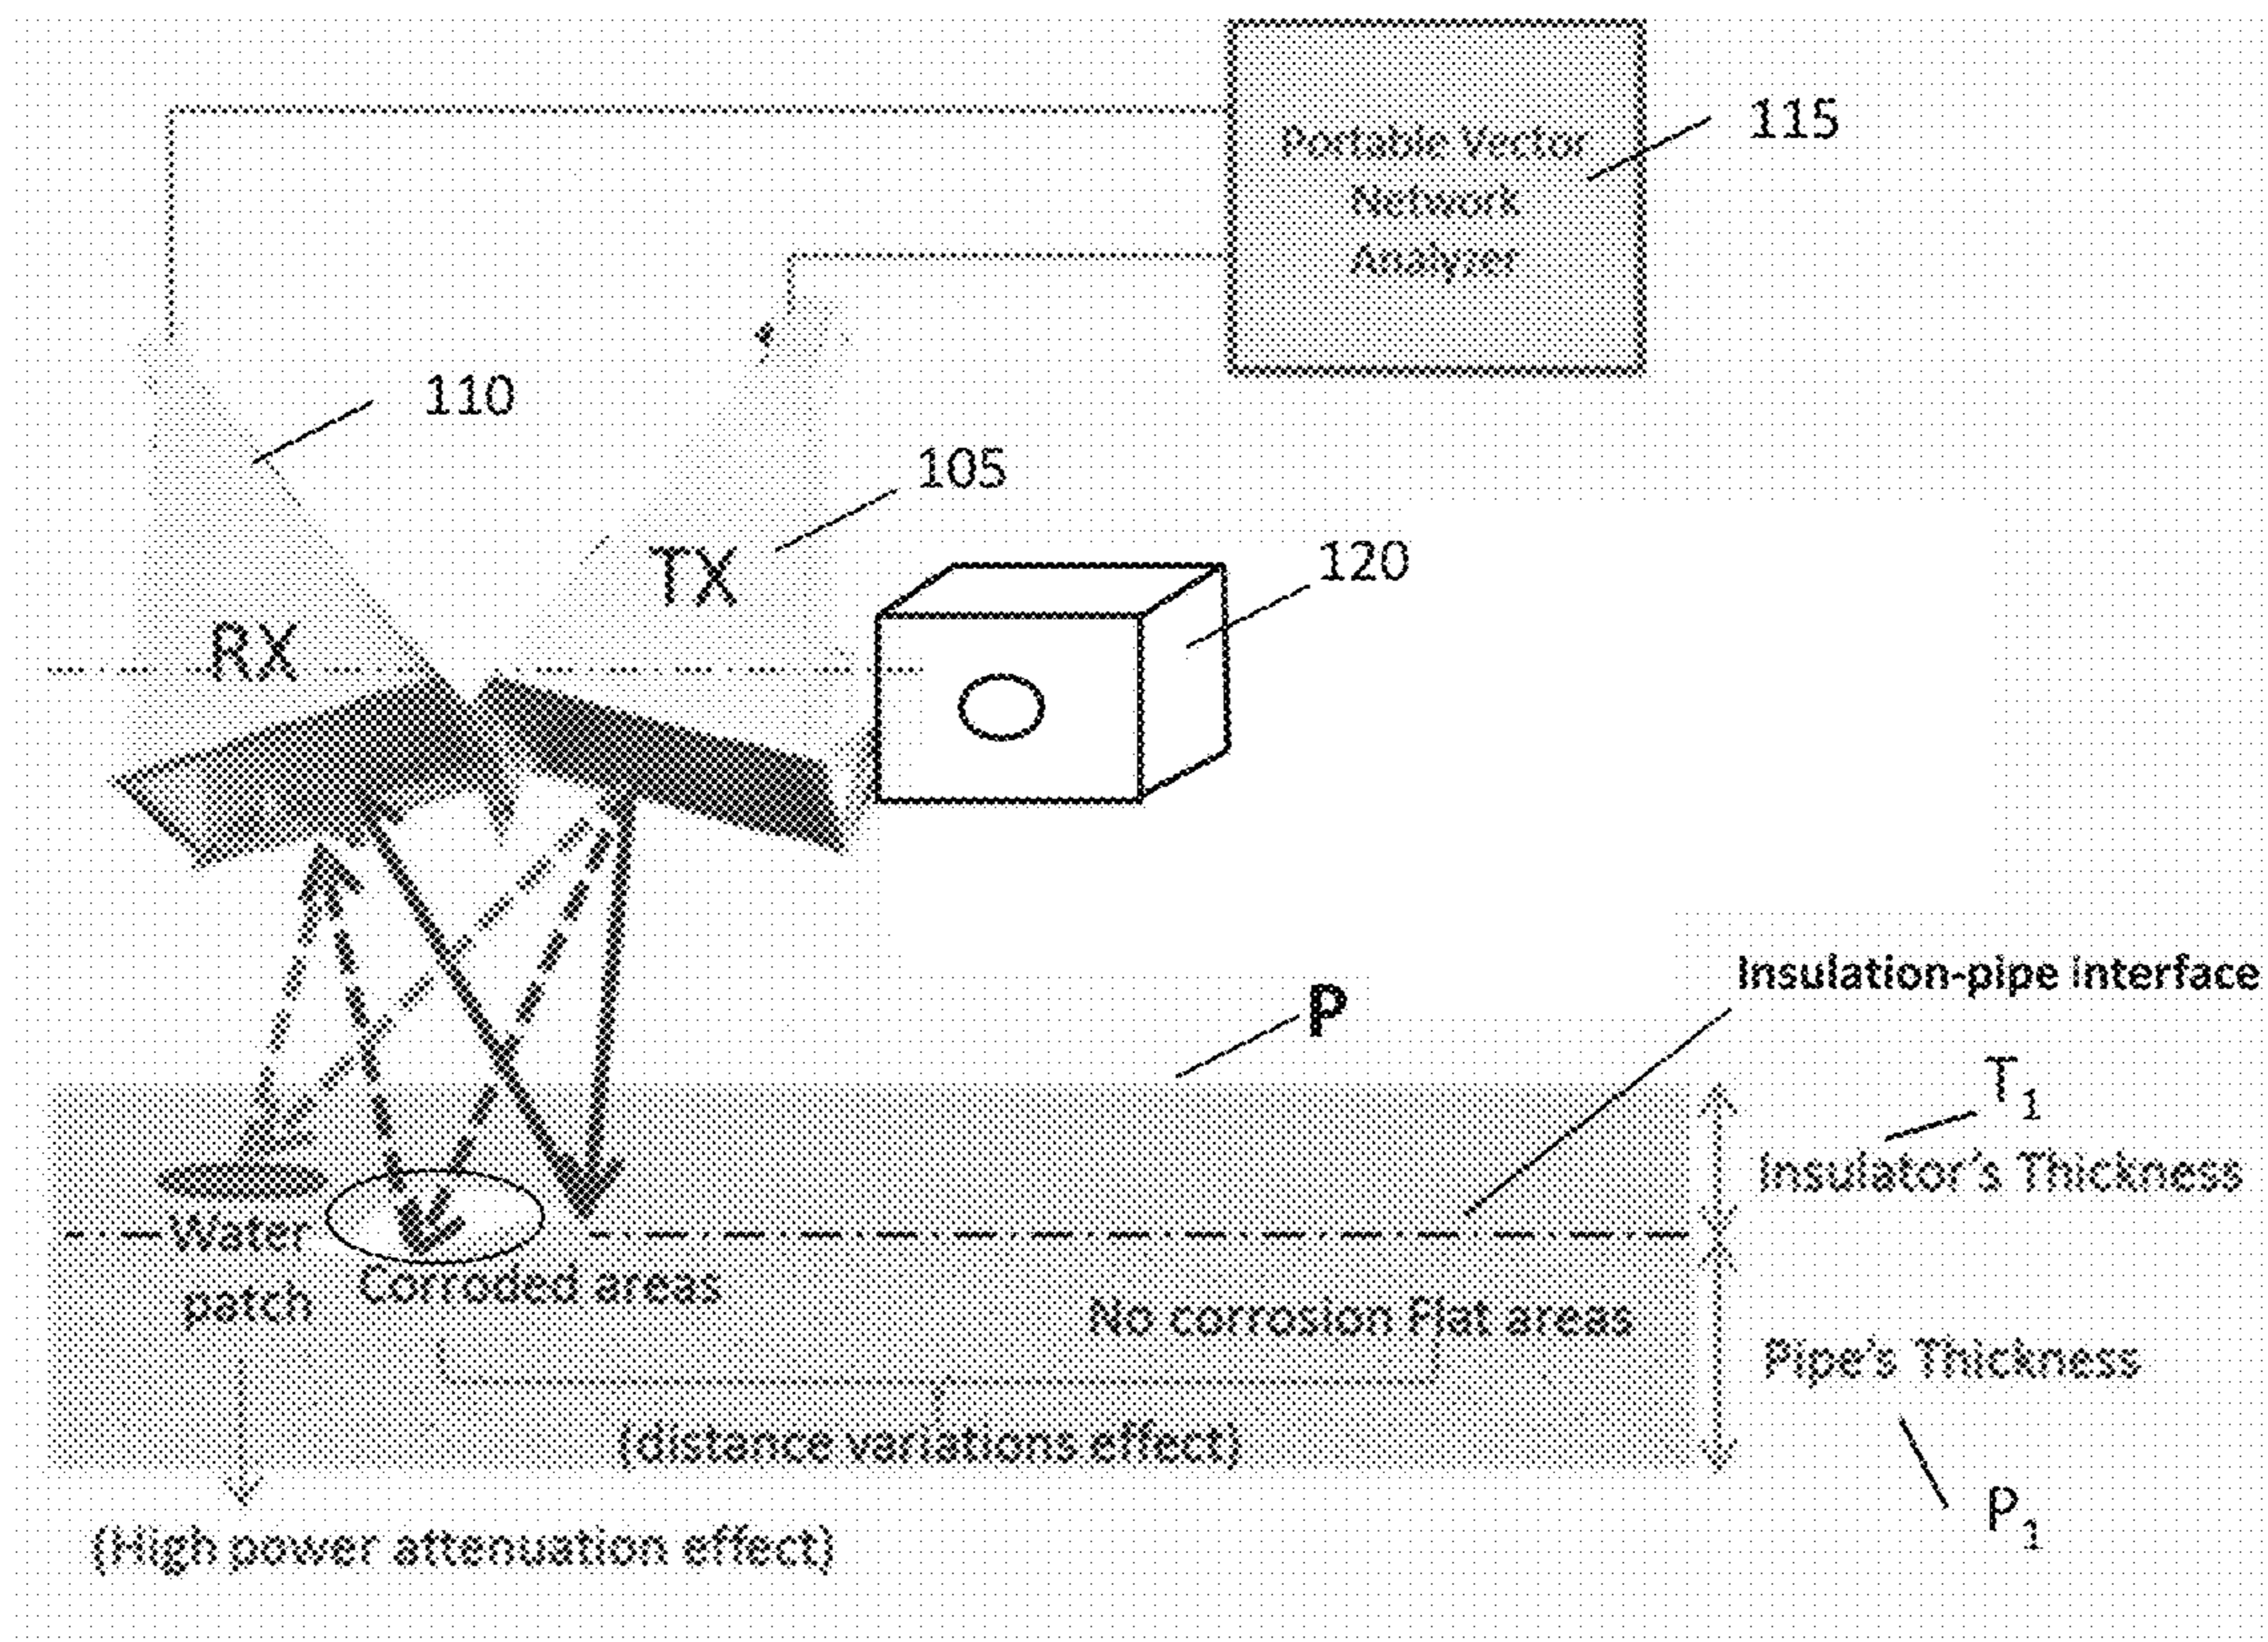 Portable Vector
Network
Analyzer
115
110
105
TX
120
RX
P
Insulation-pipe interface
T1
Insulator's Thickness
Water
patch
Corroded areas
No corrosion Flat areas
Pipe's Thickness
(distance variations effect)
P1
(High power attenuation effect)